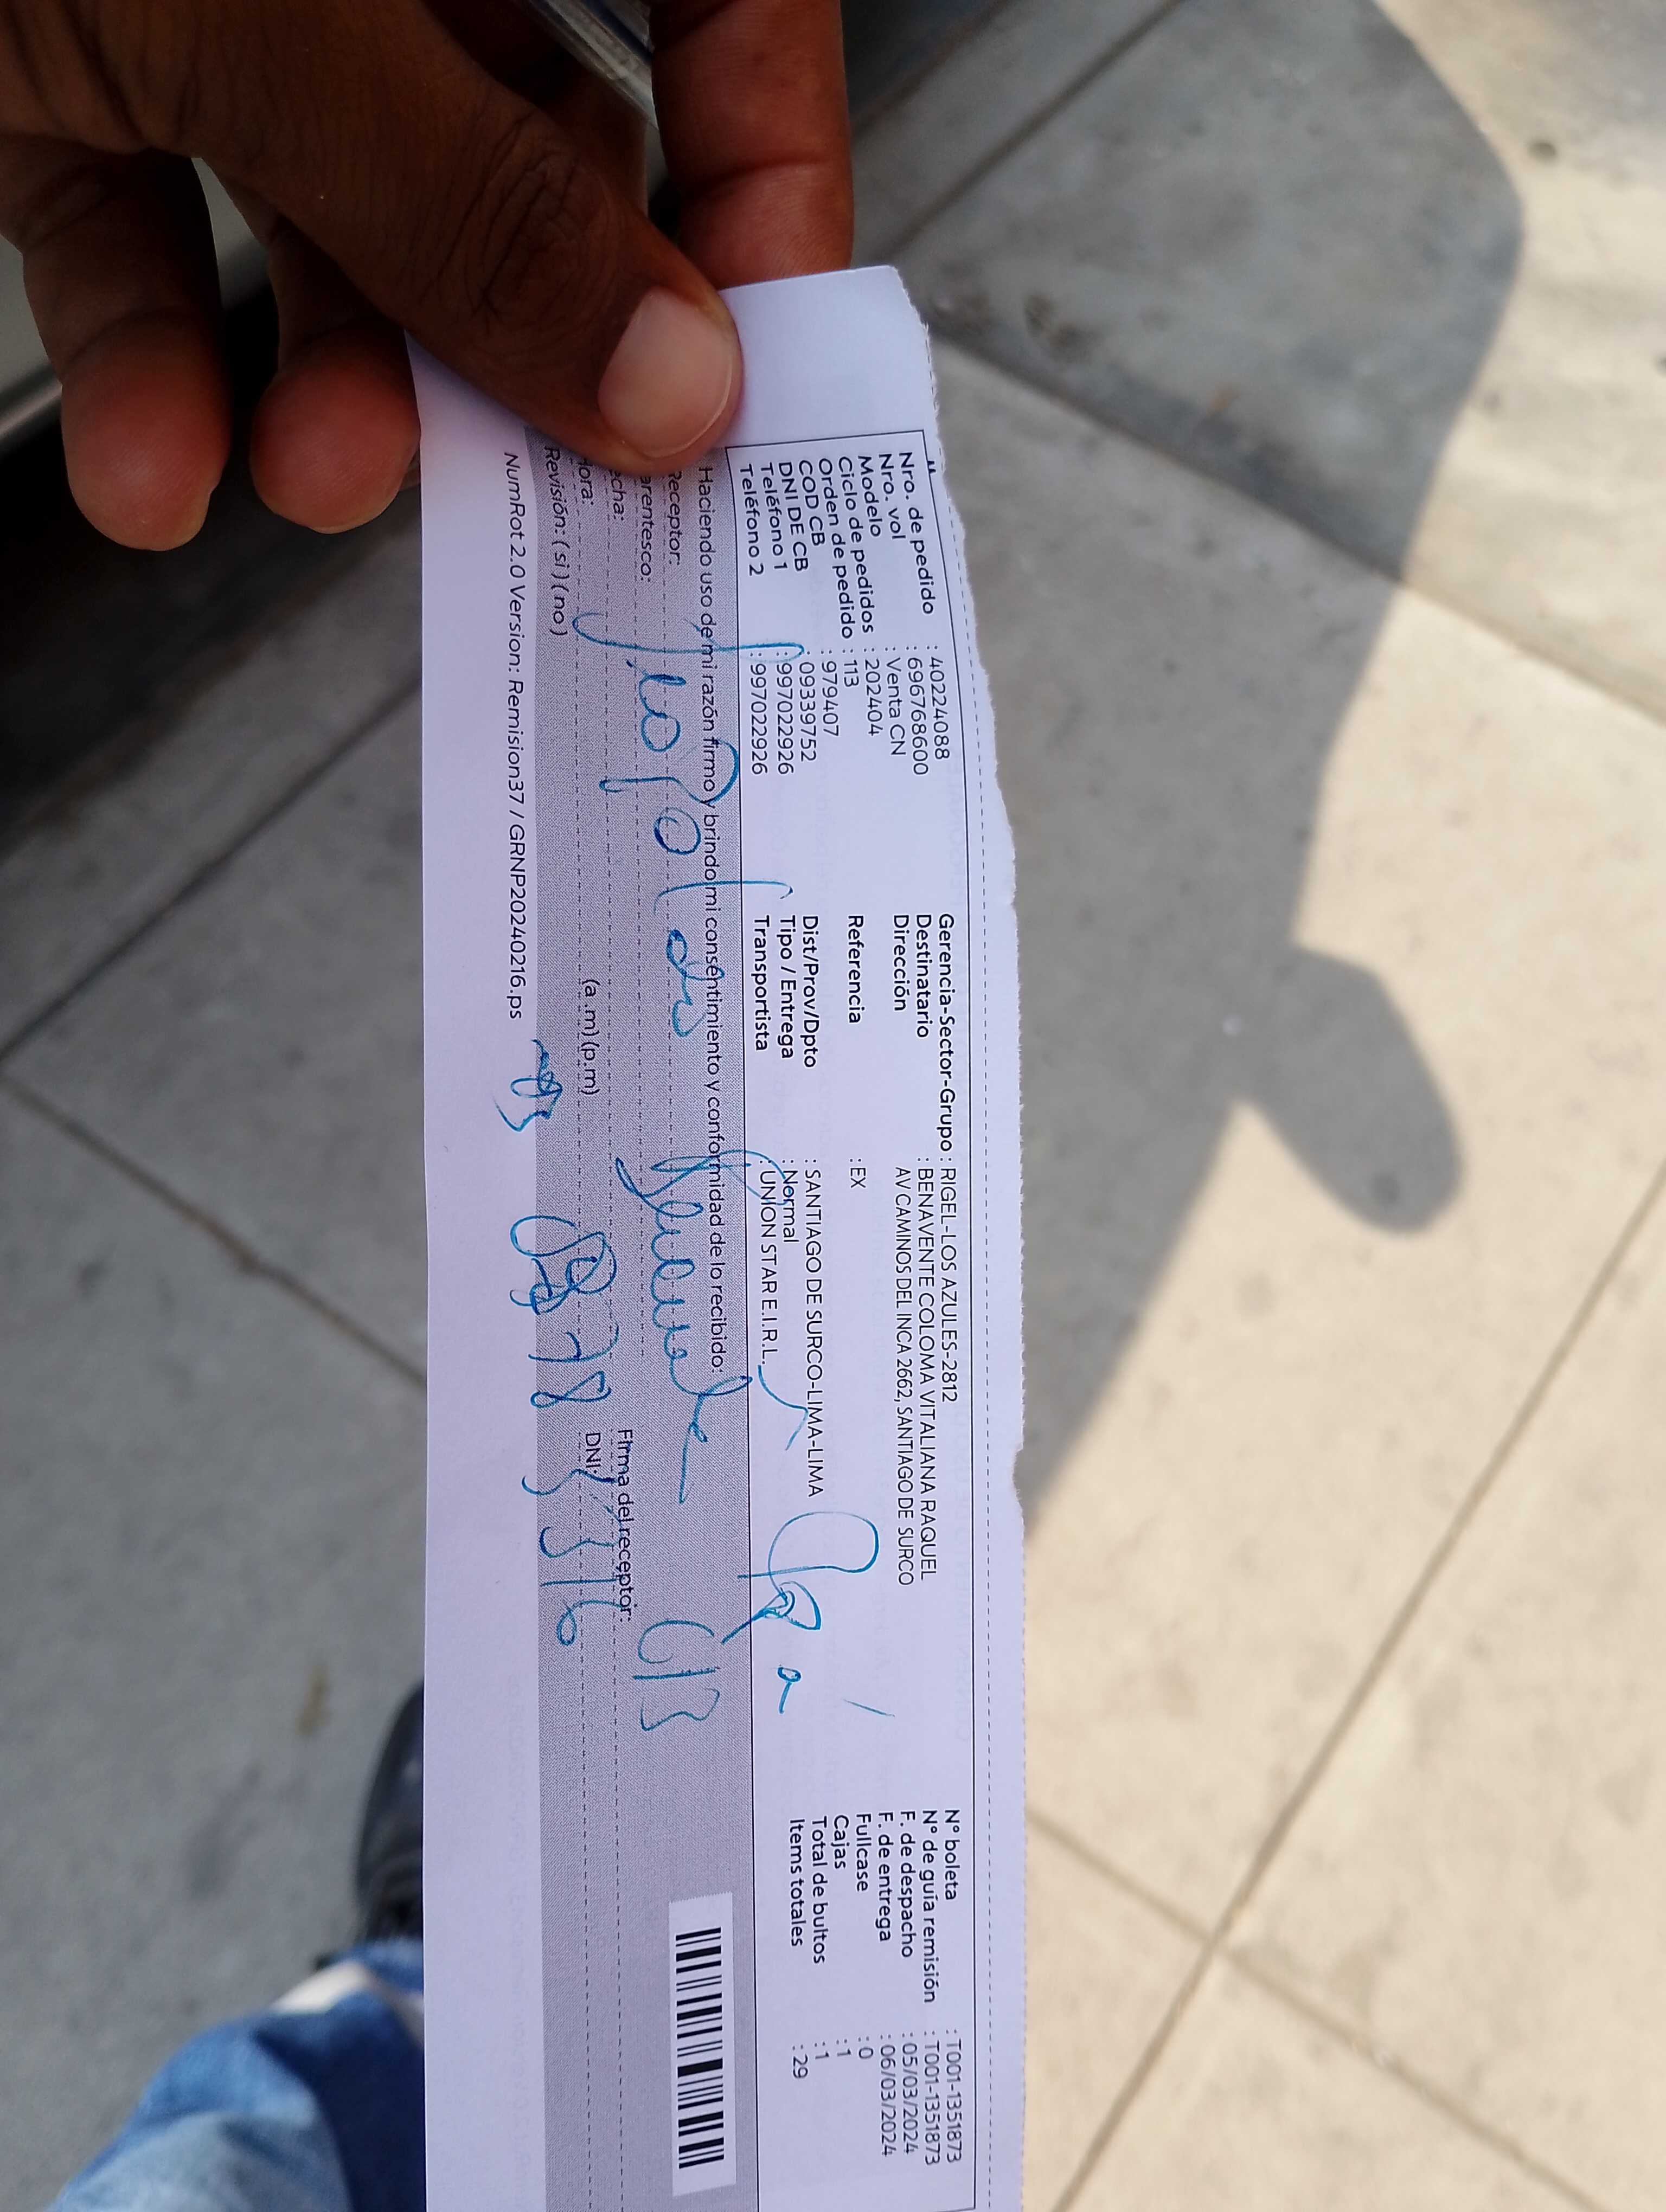 Nro. de pedido : 40224088
Nro. vol : 696768600
Modelo : Venta CN
Ciclo de pedidos : 202404
Orden de pedido : 113
COD CB : 979407
DNI DE CB : 09339752
Teléfono 1 : 997022926
Teléfono 2 : 997022926
Gerencia-Sector-Grupo : RIGEL-LOS AZULES-2812
Destinatario : BENAVENTE COLOMA VITALIANA RAQUEL
Dirección AV CAMINOS DEL INCA 2662, SANTIAGO DE SURCO
Referencia : EX
Dist/Prov/Dpto : SANTIAGO DE SURCO-LIMA-LIMA
Tipo / Entrega : Normal
Transportista : UNION STAR E.I.R.L.
N° boleta : T001-1351873
N° de guía remisión : T001-1351873
F. de despacho : 05/03/2024
F. de entrega : 06/03/2024
Fullcase : 0
Cajas : 1
Total de bultos : 1
Items totales : 29
Haciendo uso de mi razón firmo y brindo mi consentimiento y conformidad de lo recibido:
Receptor:
arentesco:
echa:
Firma del receptor:
ora: (a .m) (p.m)
DNI:
Revisión: ( si ) ( no )
NumRot 2.0 Version: Remision37 / GRNP20240216.ps